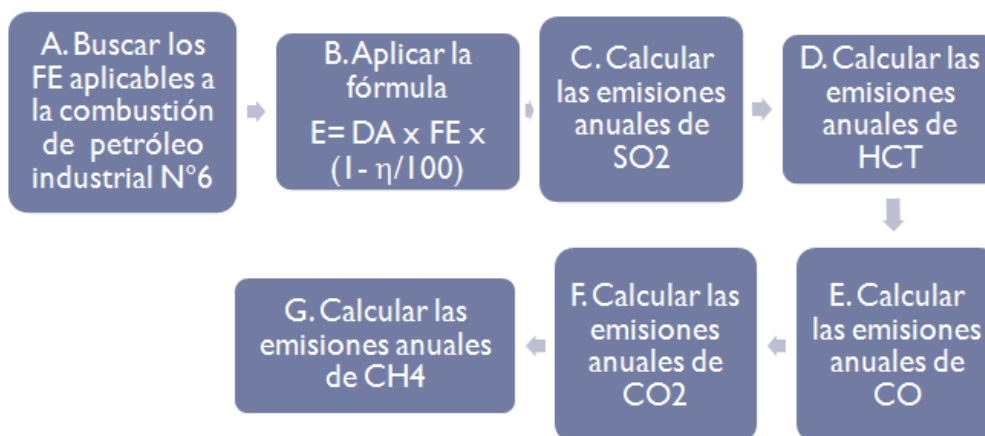 A. Buscar los
FE aplicables a
la combustión
de petróleo
industrial N°6
B. Aplicar la
fórmula
E= DA x FE x
(1- η/100)
C. Calcular
las emisiones
anuales de
SO2
D. Calcular las
emisiones
anuales de
HCT
E. Calcular
las emisiones
anuales de
CO
F. Calcular las
emisiones
anuales de
CO2
G. Calcular las
emisiones anuales
de CH4